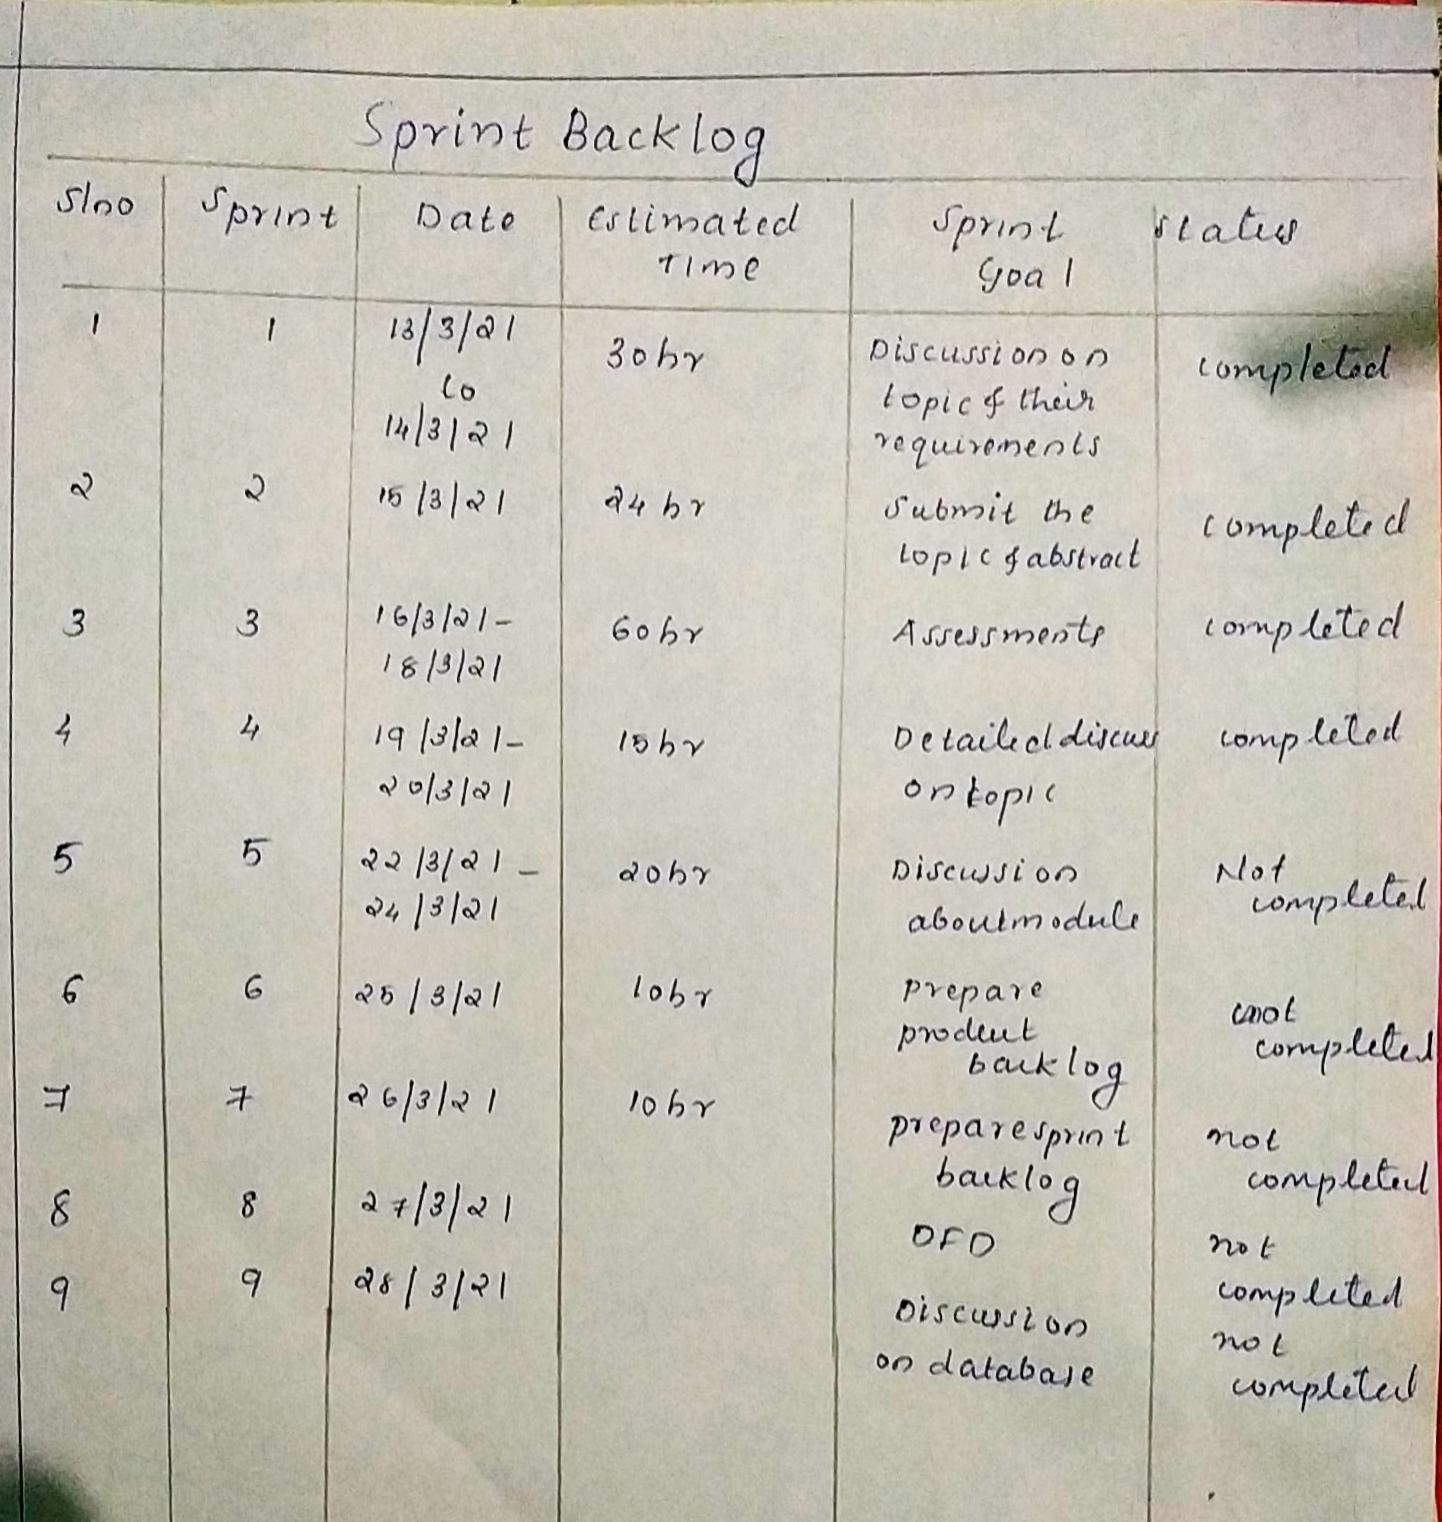 Sprint Backlog
Slno Sprint Date Estimated Time Sprint Goal Status
1 1 13/3/21 to 14/3/21 30hr Discussion on topic & their requirements completed
2 2 15/3/21 24hr Submit the topic & abstract completed
3 3 16/3/21- 18/3/21 60hr Assessments completed
4 4 19/3/21- 20/3/21 15hr Detailed discuss on topic completed
5 5 22/3/21- 24/3/21 20hr Discussion about module Not completed
6 6 25/3/21 10hr prepare product backlog not completed
7 7 26/3/21 10hr prepare sprint backlog not completed
8 8 27/3/21 DFD not completed
9 9 28/3/21 Discussion on database not completed